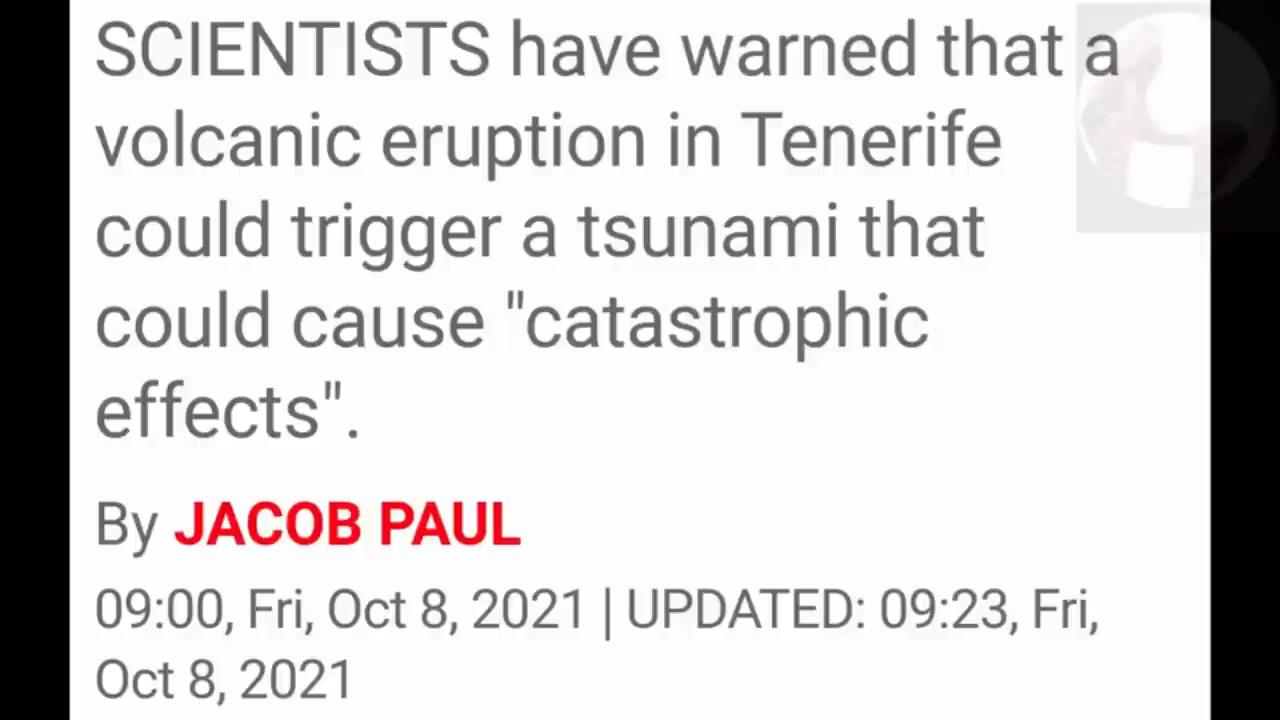 SCIENTISTS have warned that a
volcanic eruption in Tenerife
could trigger a tsunami that
could cause "catastrophic
effects".
By JACOB PAUL
09:00, Fri, Oct 8, 2021 | UPDATED: 09:23, Fri,
Oct 8, 2021